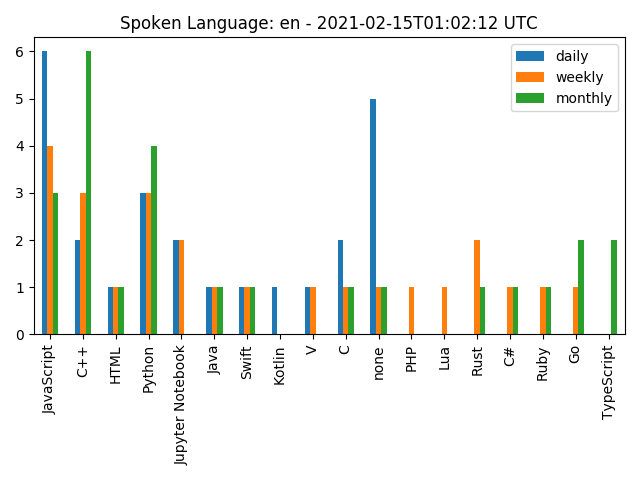 Spoken Language: en - 2021-02-15T01:02:12 UTC
daily
weekly
monthly
6
5
4
3
2
1
0
JavaScript
C++
HTML
Python
Jupyter Notebook
Java
Swift
Kotlin
V
C
none
PHP
Lua
Rust
C#
Ruby
Go
TypeScript